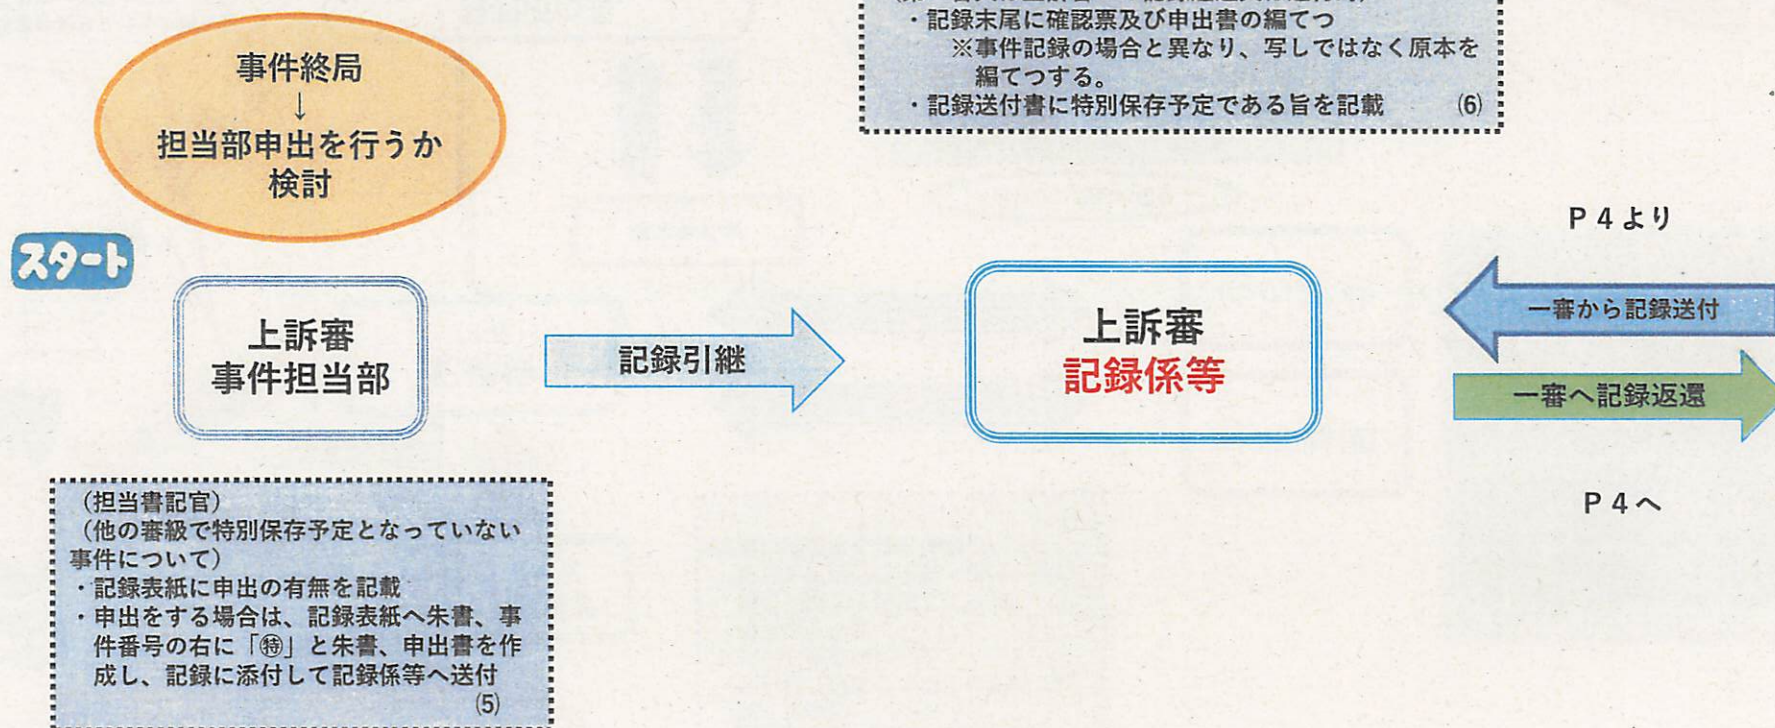 ・記録末尾に確認票及び申出書の編てつ
※事件記録の場合と異なり、写しではなく原本を
編てつする。
・記録送付書に特別保存予定である旨を記載 (6)
事件終局
↓
担当部申出を行うか
検討
スタート
上訴審
事件担当部
記録引継
上訴審
記録係等
P4より
一審から記録送付
一審へ記録返還
P4へ
(担当書記官)
(他の審級で特別保存予定となっていない
事件について)
・記録表紙に申出の有無を記載
・申出をする場合は、記録表紙へ朱書、事
件番号の右に「㊕」と朱書、申出書を作
成し、記録に添付して記録係等へ送付
(5)